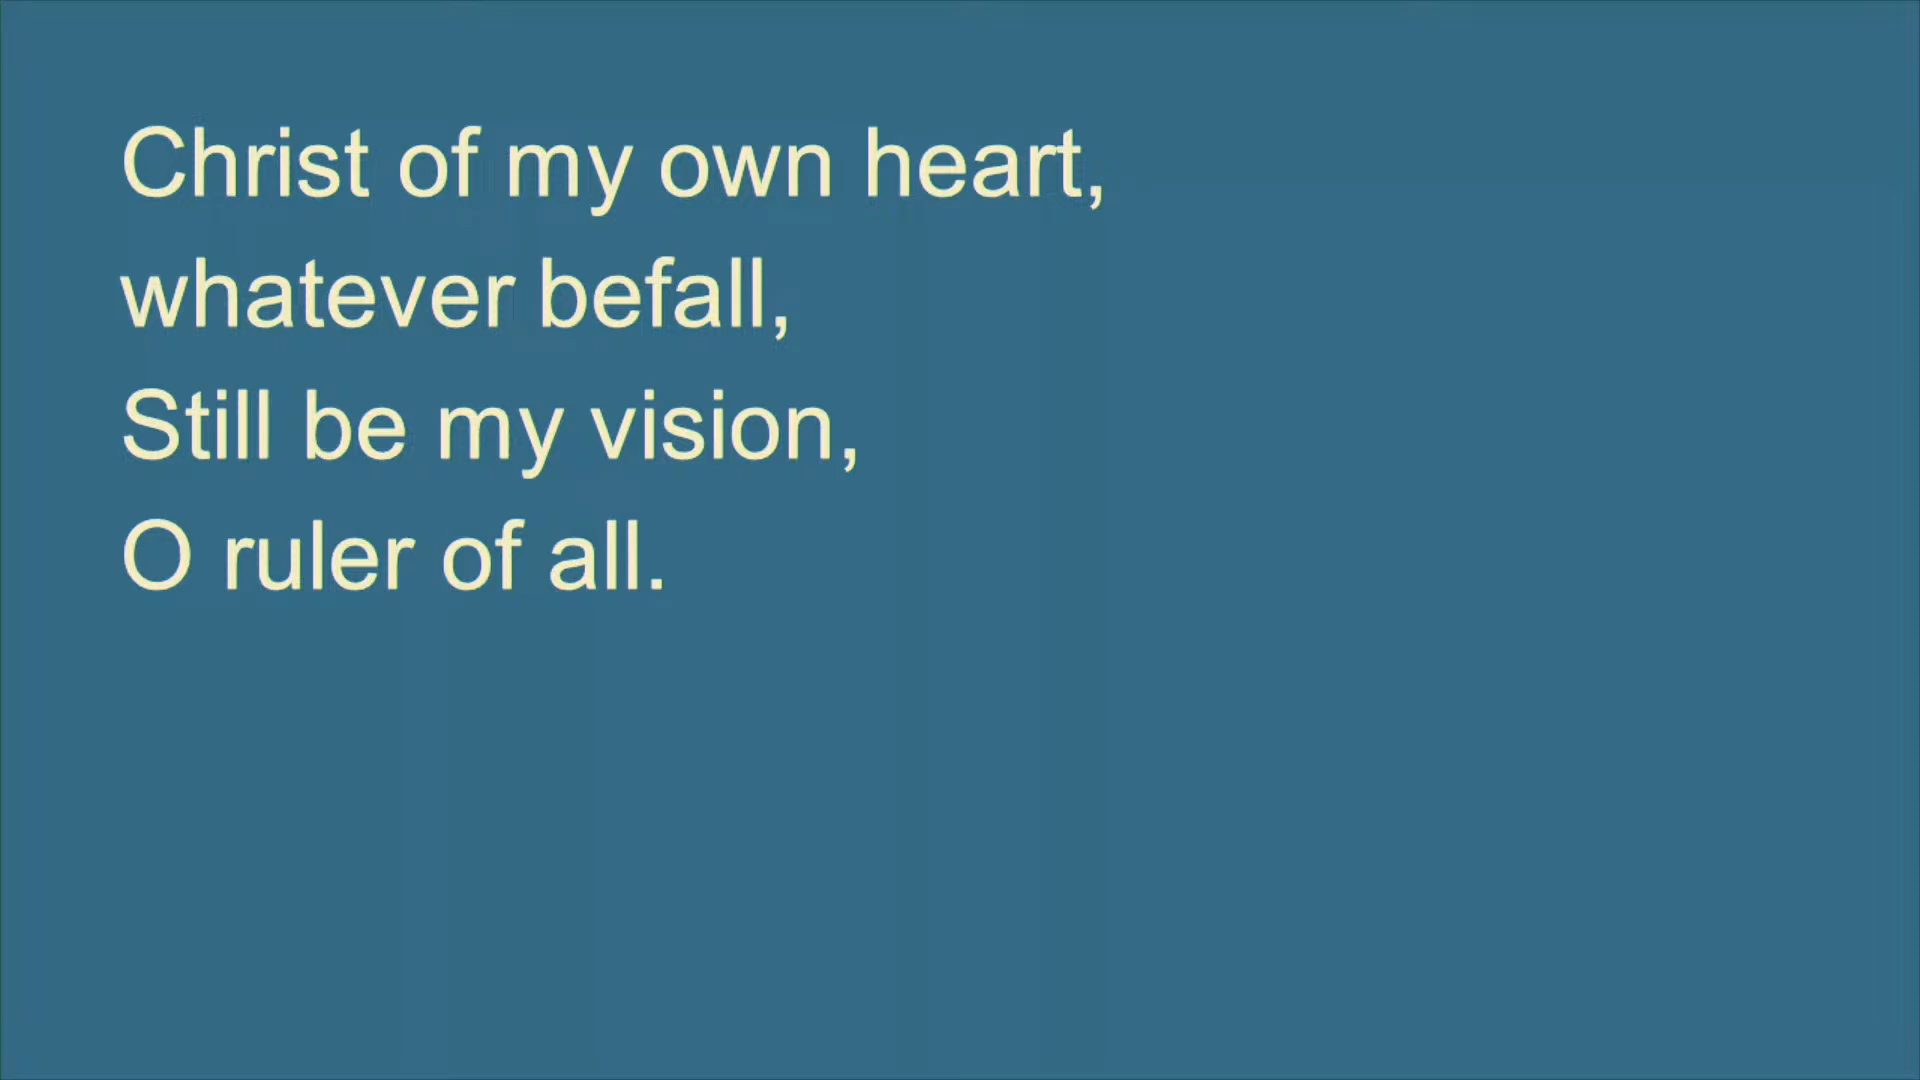 Christ of my own heart,
whatever befall,
Still be my vision,
O ruler of all.